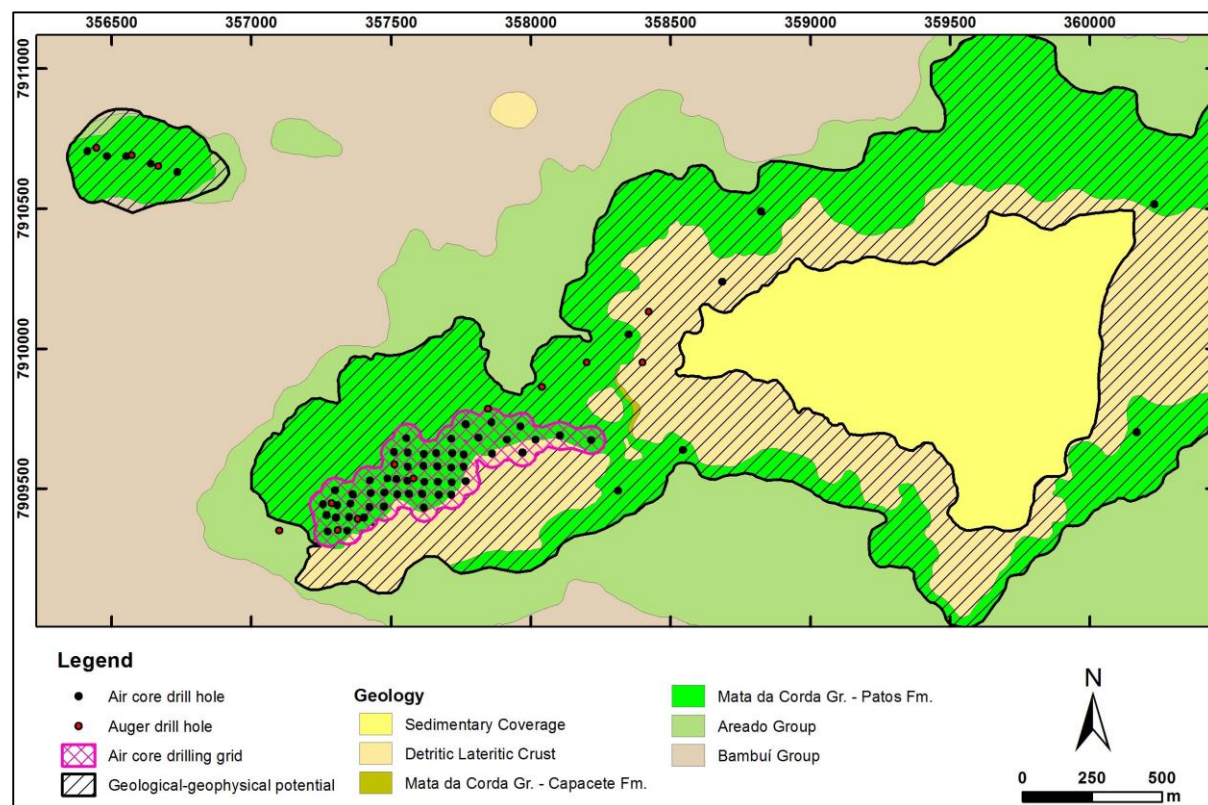 356500 357000 357500 358000 358500 359000 359500 360000
7911000
7910500
7910000
7909500
Legend
Air core drill hole
Auger drill hole
Air core drilling grid
Geological-geophysical potential
Geology
Sedimentary Coverage
Detritic Lateritic Crust
Mata da Corda Gr. - Capacete Fm.
Mata da Corda Gr. - Patos Fm.
Areado Group
Bambuí Group
N
0 250 500
m